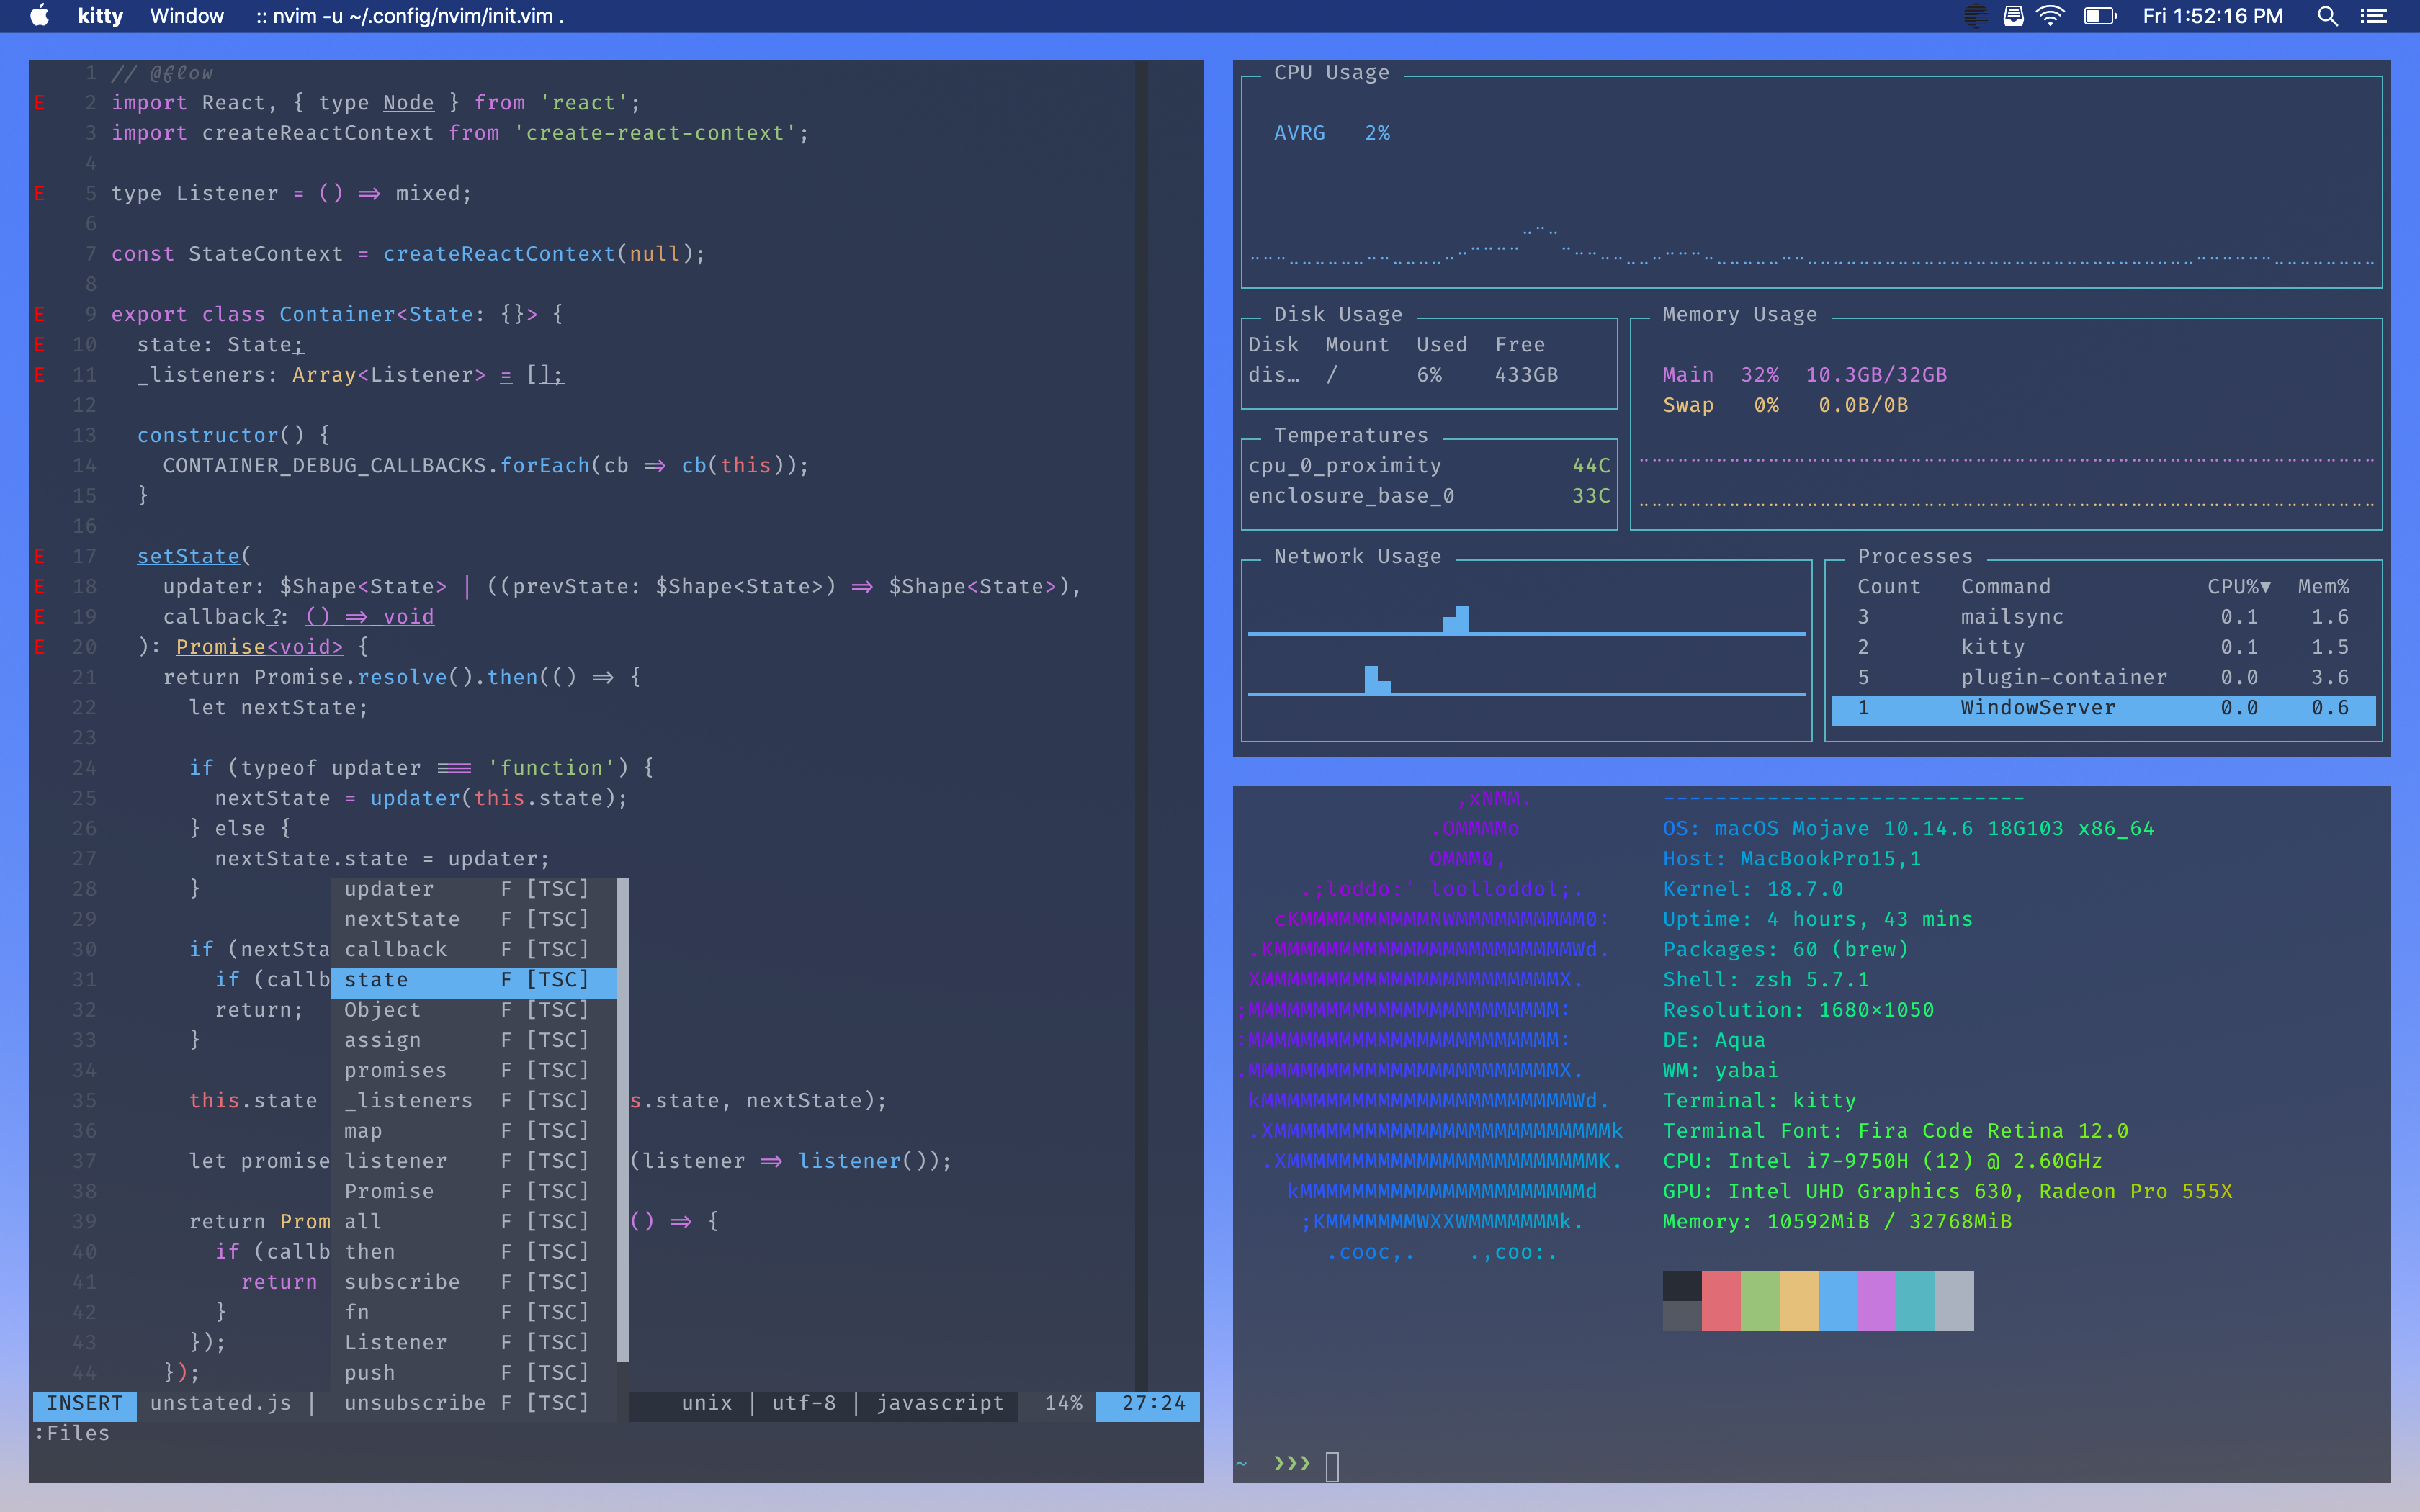 kitty Window :: nvim -u ~/.config/nvim/init.vim . Fri 1:52:16 PM
1 // @flow
E 2 import React, { type Node } from 'react';
3 import createReactContext from 'create-react-context';
4
E 5 type Listener = () => mixed;
6
7 const StateContext = createReactContext(null);
8
E 9 export class Container<State: {}> {
E 10 state: State;
E 11 _listeners: Array<Listener> = [];
12
13 constructor() {
14 CONTAINER_DEBUG_CALLBACKS.forEach(cb => cb(this));
15 }
16
E 17 setState(
E 18 updater: $Shape<State> | ((prevState: $Shape<State>) => $Shape<State>),
E 19 callback?: () => void
E 20 ): Promise<void> {
21 return Promise.resolve().then(() => {
22 let nextState;
23
24 if (typeof updater === 'function') {
25 nextState = updater(this.state);
26 } else {
27 nextState.state = updater;
28 } updater F [TSC]
29 nextState F [TSC]
30 if (nextSta callback F [TSC]
31 if (callb state F [TSC]
32 return; Object F [TSC]
33 } assign F [TSC]
34 promises F [TSC]
35 this.state _listeners F [TSC] s.state, nextState);
36 map F [TSC]
37 let promise listener F [TSC] (listener => listener());
38 Promise F [TSC]
39 return Prom all F [TSC] () => {
40 if (callb then F [TSC]
41 return subscribe F [TSC]
42 } fn F [TSC]
43 }); Listener F [TSC]
44 }); push F [TSC]
INSERT unstated.js | unsubscribe F [TSC] unix | utf-8 | javascript 14% 27:24
:Files
CPU Usage
AVRG 2%
Disk Usage
Disk Mount Used Free
dis… / 6% 433GB
Memory Usage
Main 32% 10.3GB/32GB
Swap 0% 0.0B/0B
Temperatures
cpu_0_proximity 44C
enclosure_base_0 33C
Network Usage
Processes
Count Command CPU%▼ Mem%
3 mailsync 0.1 1.6
2 kitty 0.1 1.5
5 plugin-container 0.0 3.6
1 WindowServer 0.0 0.6
,xNMM. ----------------------------
.OMMMMo OS: macOS Mojave 10.14.6 18G103 x86_64
OMMM0, Host: MacBookPro15,1
.;loddo:' loolloddol;. Kernel: 18.7.0
cKMMMMMMMMMMNWMMMMMMMMMM0: Uptime: 4 hours, 43 mins
.KMMMMMMMMMMMMMMMMMMMMMMMWd. Packages: 60 (brew)
XMMMMMMMMMMMMMMMMMMMMMMMX. Shell: zsh 5.7.1
;MMMMMMMMMMMMMMMMMMMMMMMM: Resolution: 1680×1050
:MMMMMMMMMMMMMMMMMMMMMMMM: DE: Aqua
.MMMMMMMMMMMMMMMMMMMMMMMMX. WM: yabai
kMMMMMMMMMMMMMMMMMMMMMMMMWd. Terminal: kitty
.XMMMMMMMMMMMMMMMMMMMMMMMMMMk Terminal Font: Fira Code Retina 12.0
.XMMMMMMMMMMMMMMMMMMMMMMMMK. CPU: Intel i7-9750H (12) @ 2.60GHz
kMMMMMMMMMMMMMMMMMMMMMMd GPU: Intel UHD Graphics 630, Radeon Pro 555X
;KMMMMMMMWXXWMMMMMMMk. Memory: 10592MiB / 32768MiB
.cooc,. .,coo:.
~ ❯❯❯